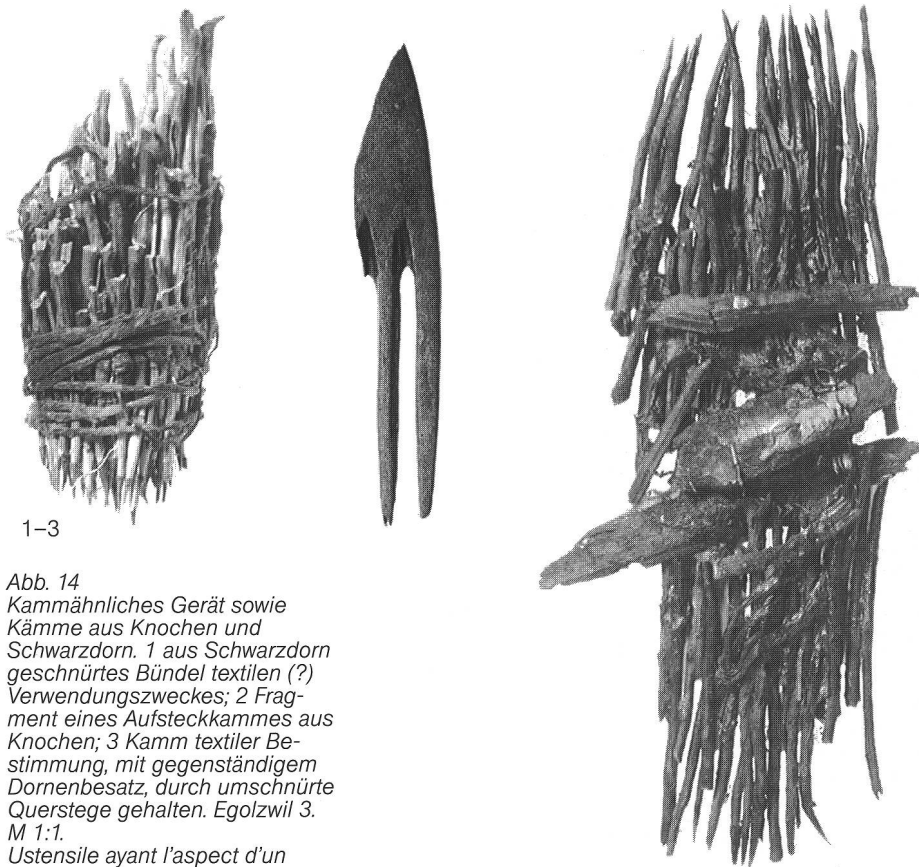 1–3
Abb. 14
Kammähnliches Gerät sowie
Kämme aus Knochen und
Schwarzdorn. 1 aus Schwarzdorn
geschnürtes Bündel textilen (?)
Verwendungszweckes; 2 Frag-
ment eines Aufsteckkammes aus
Knochen; 3 Kamm textiler Be-
stimmung, mit gegenständigem
Dornenbesatz, durch umschnürte
Querstege gehalten. Egolzwil 3.
M 1:1.
Ustensile ayant l'aspect d'un